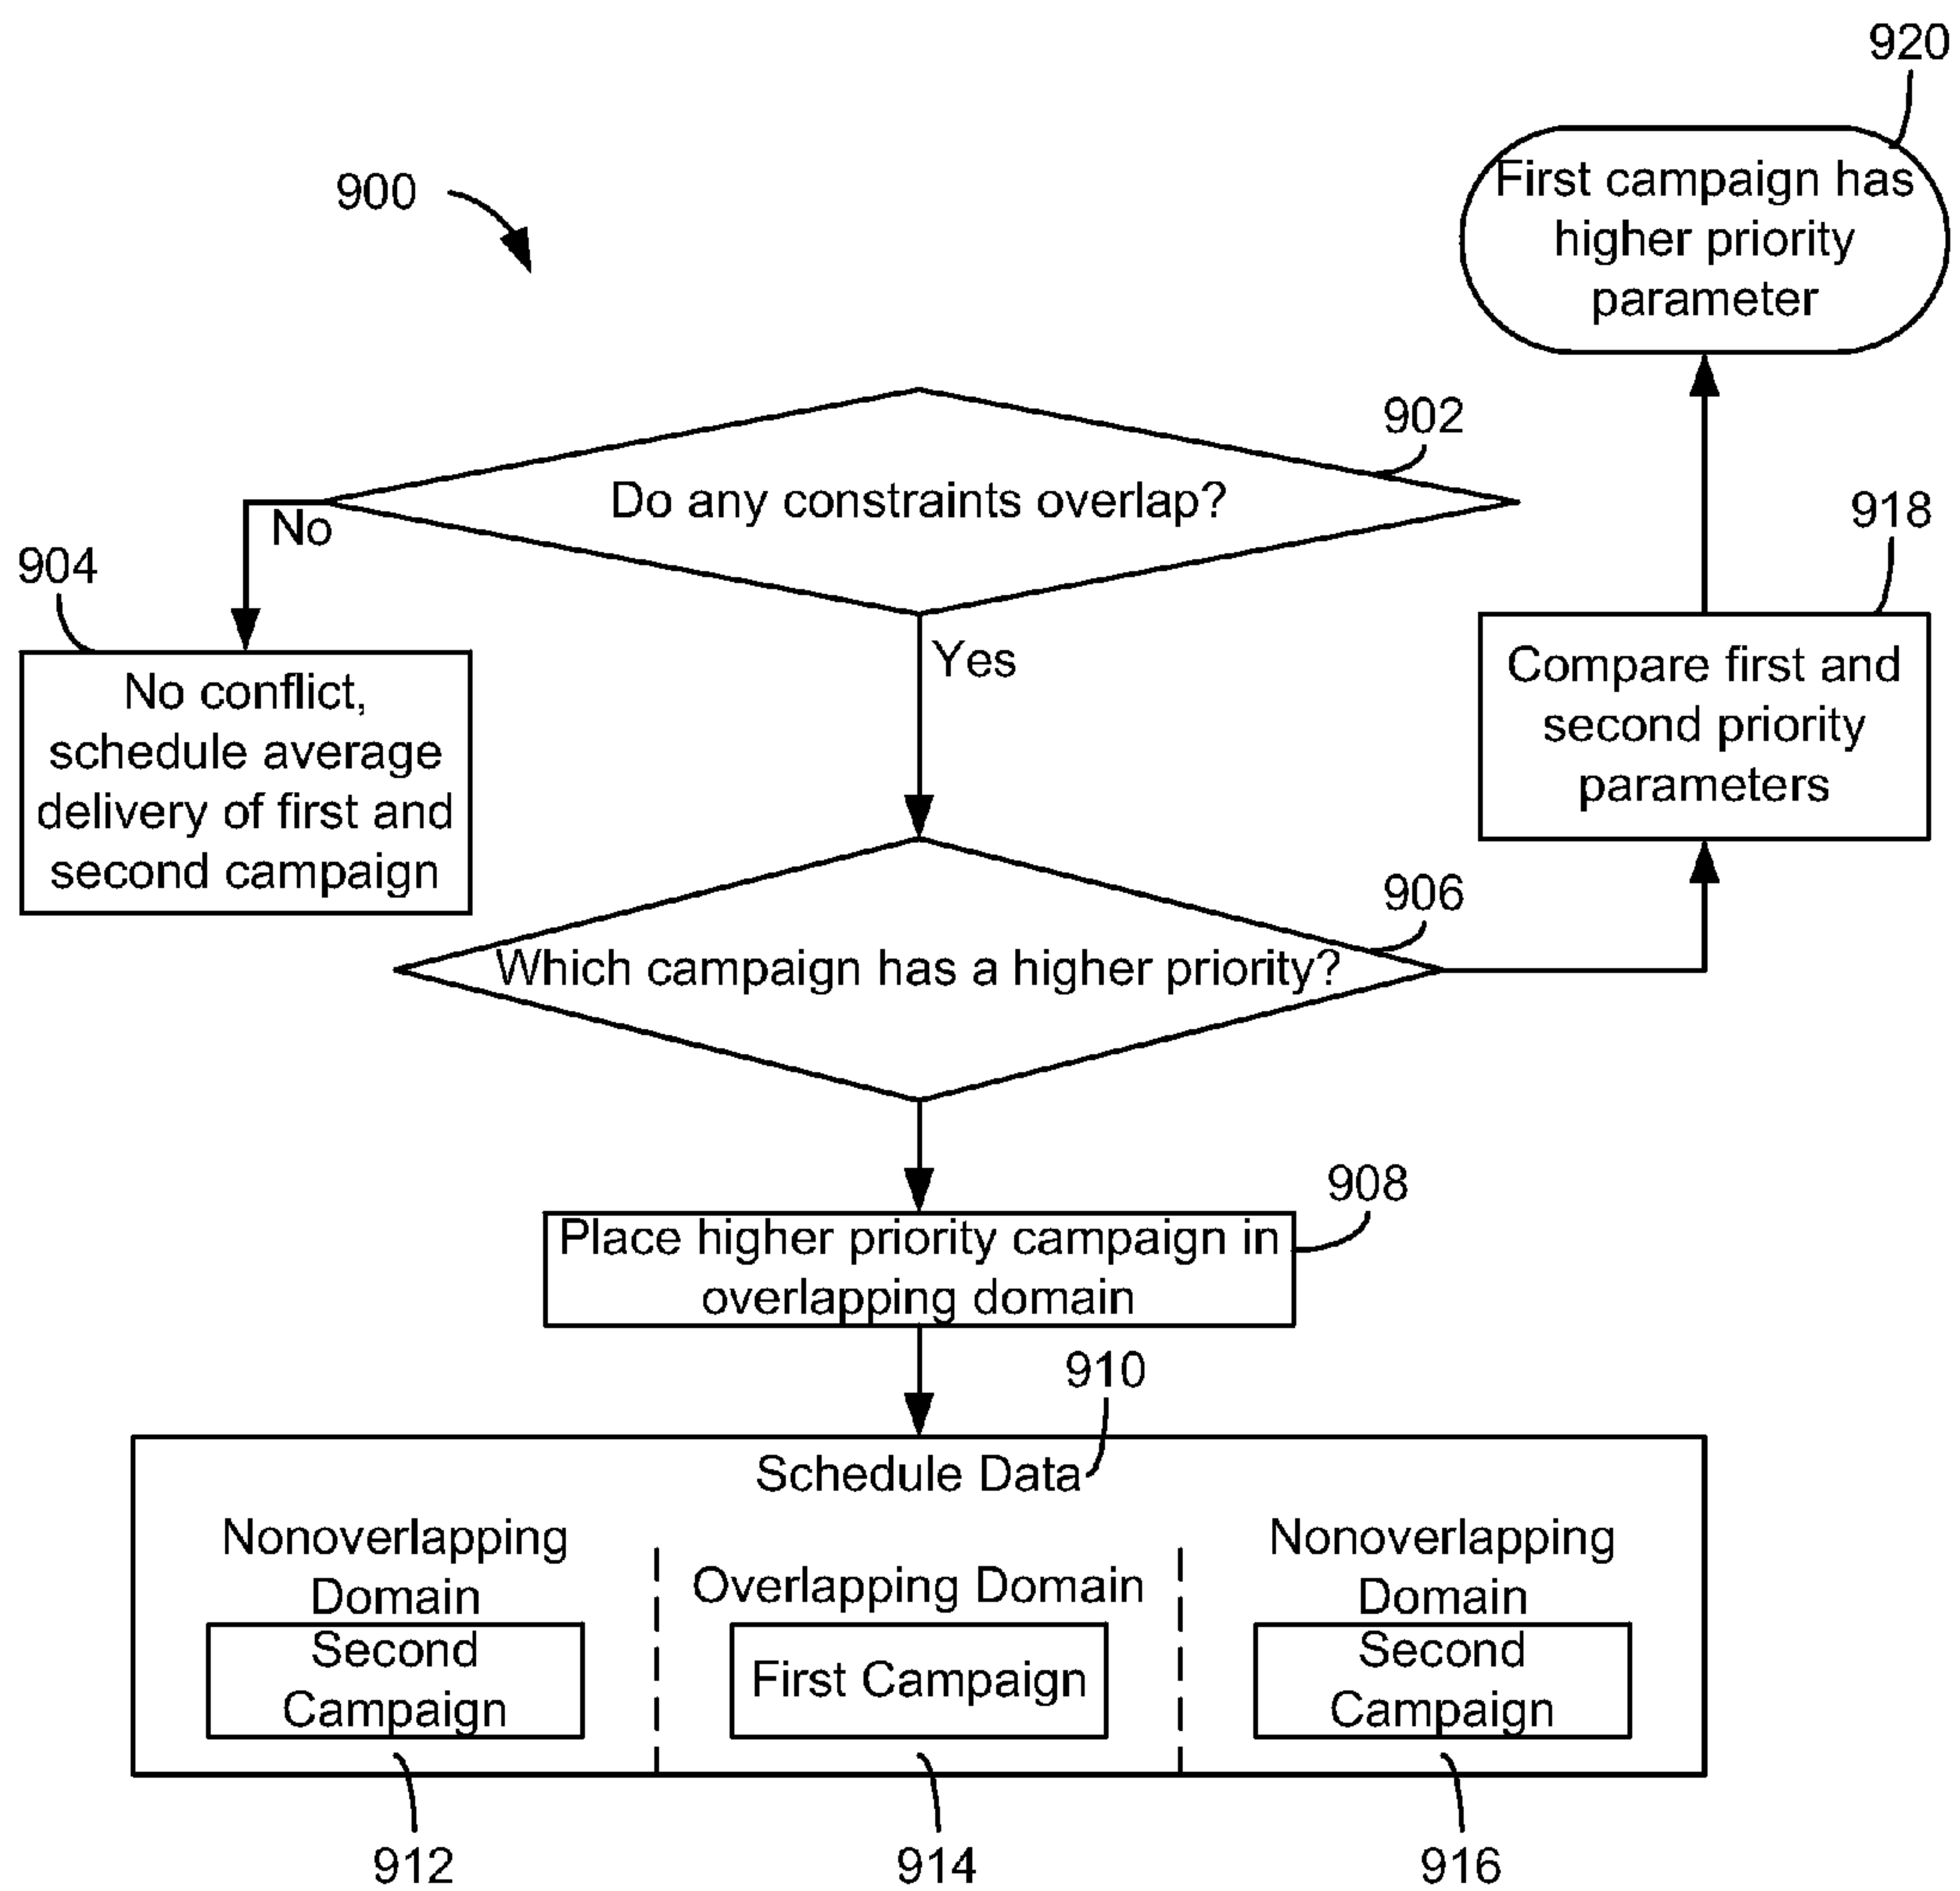 920
First campaign has
higher priority
parameter
900
902
Do any constraints overlap?
No
Yes
904
No conflict,
schedule average
delivery of first and
second campaign
918
Compare first and
second priority
parameters
906
Which campaign has a higher priority?
908
Place higher priority campaign in
overlapping domain
910
Schedule Data
Nonoverlapping
Domain
Second
Campaign
Overlapping Domain
First Campaign
Nonoverlapping
Domain
Second
Campaign
912
914
916